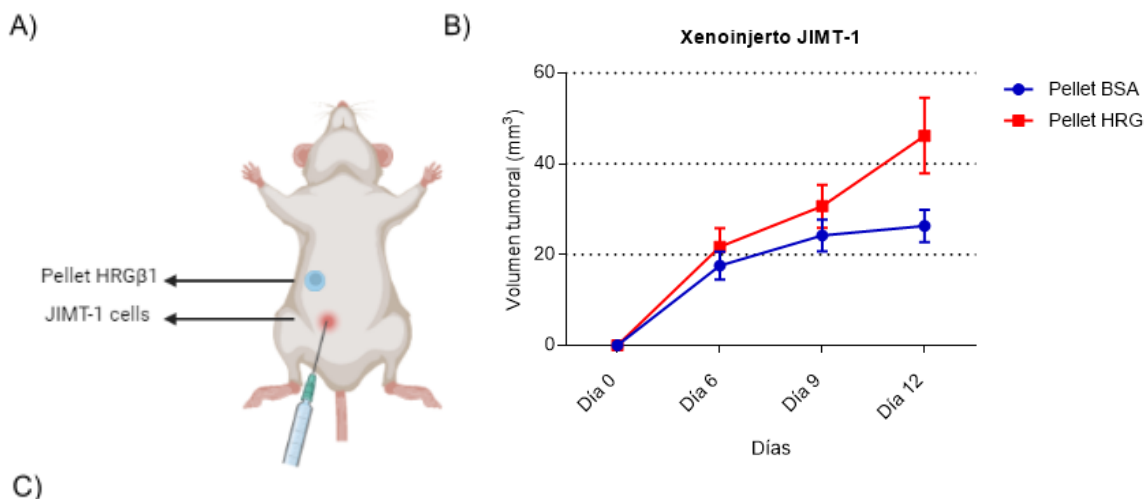 A)
Pellet HRGβ1
JIMT-1 cells
B)
Xenoinjerto JIMT-1
Volumen tumoral (mm³)
60
40
20
0
Día 0
Día 6
Día 9
Día 12
Días
Pellet BSA
Pellet HRG
C)